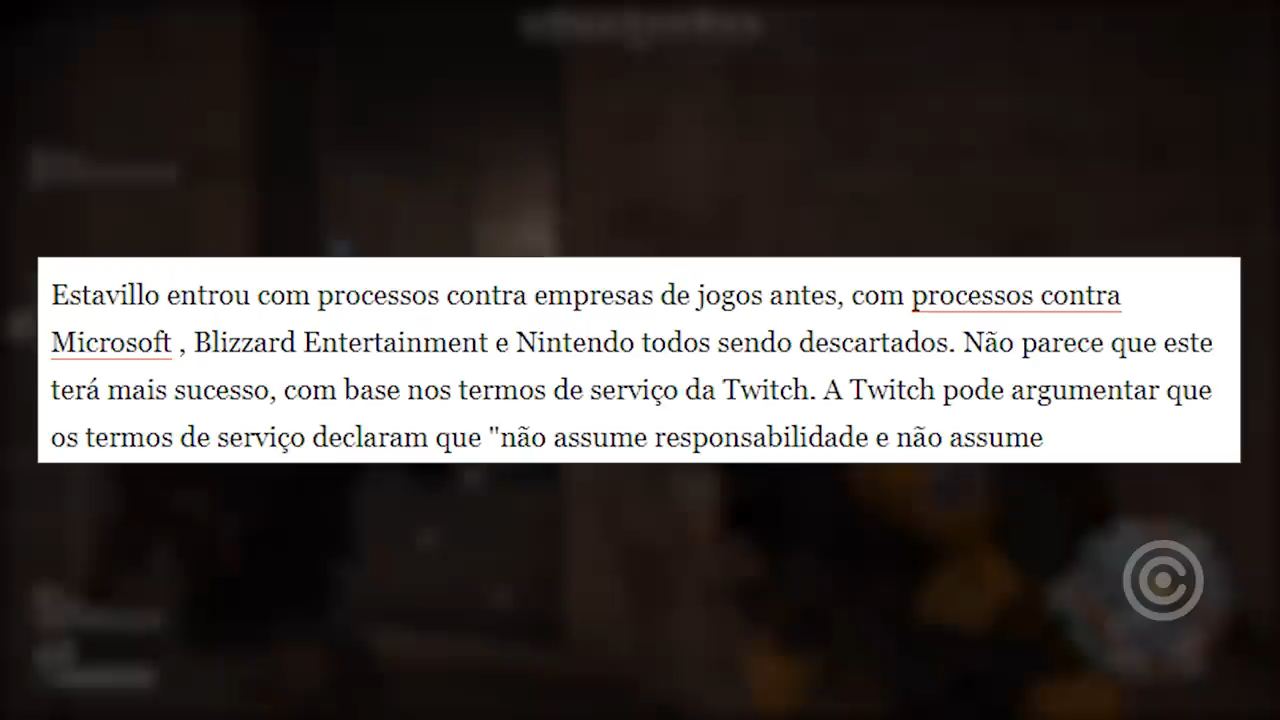 Estavillo entrou com processos contra empresas de jogos antes, com processos contra
Microsoft , Blizzard Entertainment e Nintendo todos sendo descartados. Não parece que este
terá mais sucesso, com base nos termos de serviço da Twitch. A Twitch pode argumentar que
os termos de serviço declaram que "não assume responsabilidade e não assume